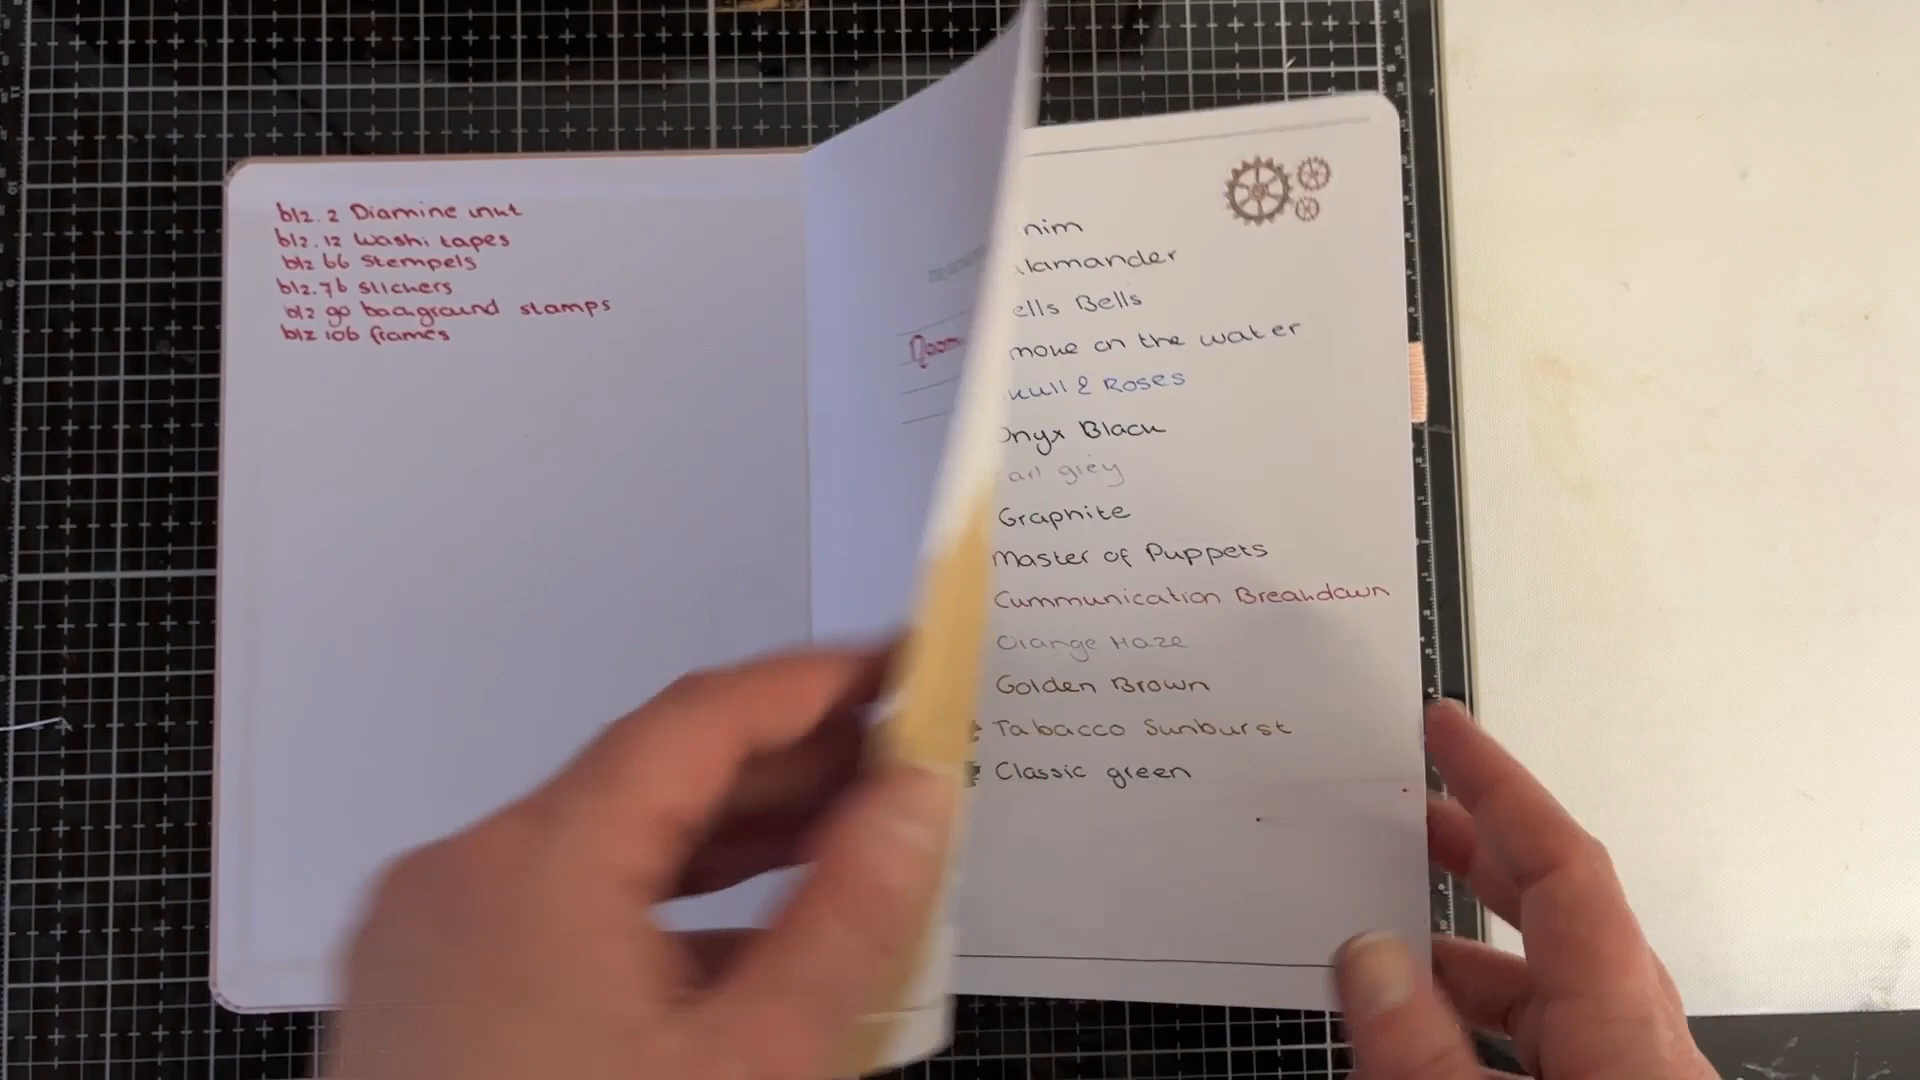 blz. 2 Diamine inkt
blz. 12 washi tapes
blz 66 Stempels
blz. 76 stickers
blz 90 background stamps
blz 106 frames
Naam
nim
lamander
ells Bells
moke on the water
kull & Roses
Onyx Black
arl grey
Graphite
Master of Puppets
Cummunication Breakdown
Orange Haze
Golden Brown
Tabacco Sunburst
Classic green